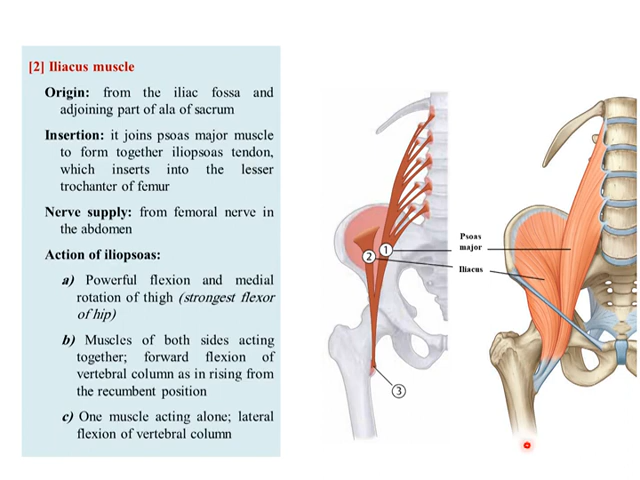 [2] Iliacus muscle
Origin: from the iliac fossa and
adjoining part of ala of sacrum
Insertion: it joins psoas major muscle
to form together iliopsoas tendon,
which inserts into the lesser
trochanter of femur
Nerve supply: from femoral nerve in
the abdomen
Action of iliopsoas:
a) Powerful flexion and medial
rotation of thigh (strongest flexor
of hip)
b) Muscles of both sides acting
together; forward flexion of
vertebral column as in rising from
the recumbent position
c) One muscle acting alone; lateral
flexion of vertebral column
1
2
3
Psoas
major
Iliacus